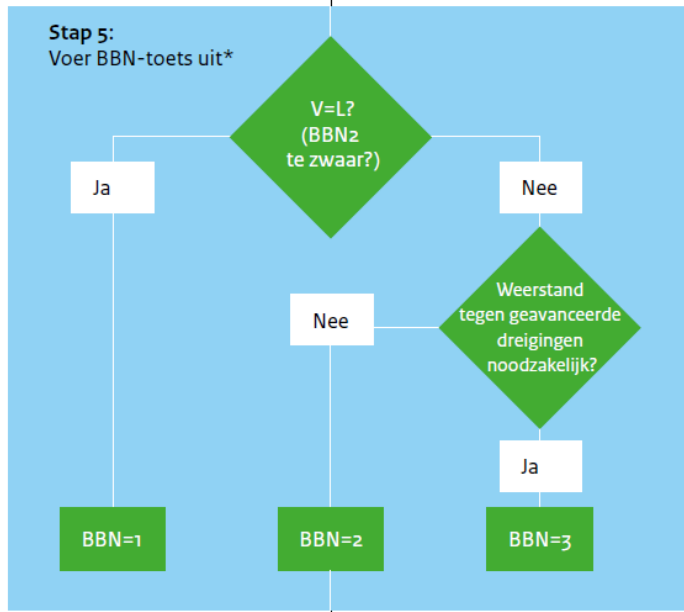 Stap 5:
Voer BBN-toets uit*
V=L?
(BBN2
te zwaar?)
Ja
Nee
Weerstand
tegen geavanceerde
dreigingen
noodzakelijk?
Nee
Ja
BBN=1
BBN=2
BBN=3